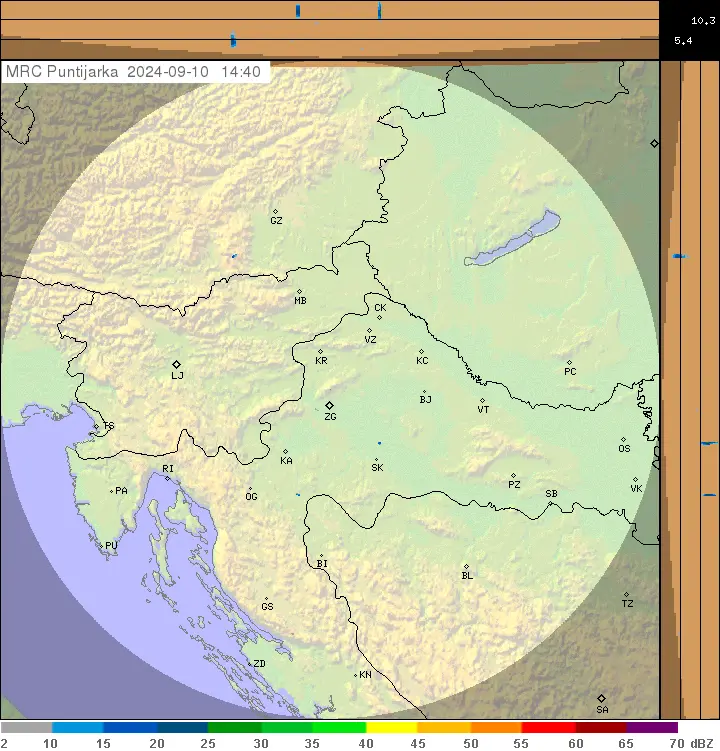 10.3
5.4
MRC Puntijarka 2024-09-10 14:40
GZ
MB
CK
VZ
KR
KC
LJ
PC
BJ
VT
ZG
TS
OS
KA
SK
RI
PZ
VK
PA
OG
SB
PU
BI
BL
GS
TZ
ZD
KN
SA
2 10 15 20 25 30 35 40 45 50 55 60 65 70 dBZ